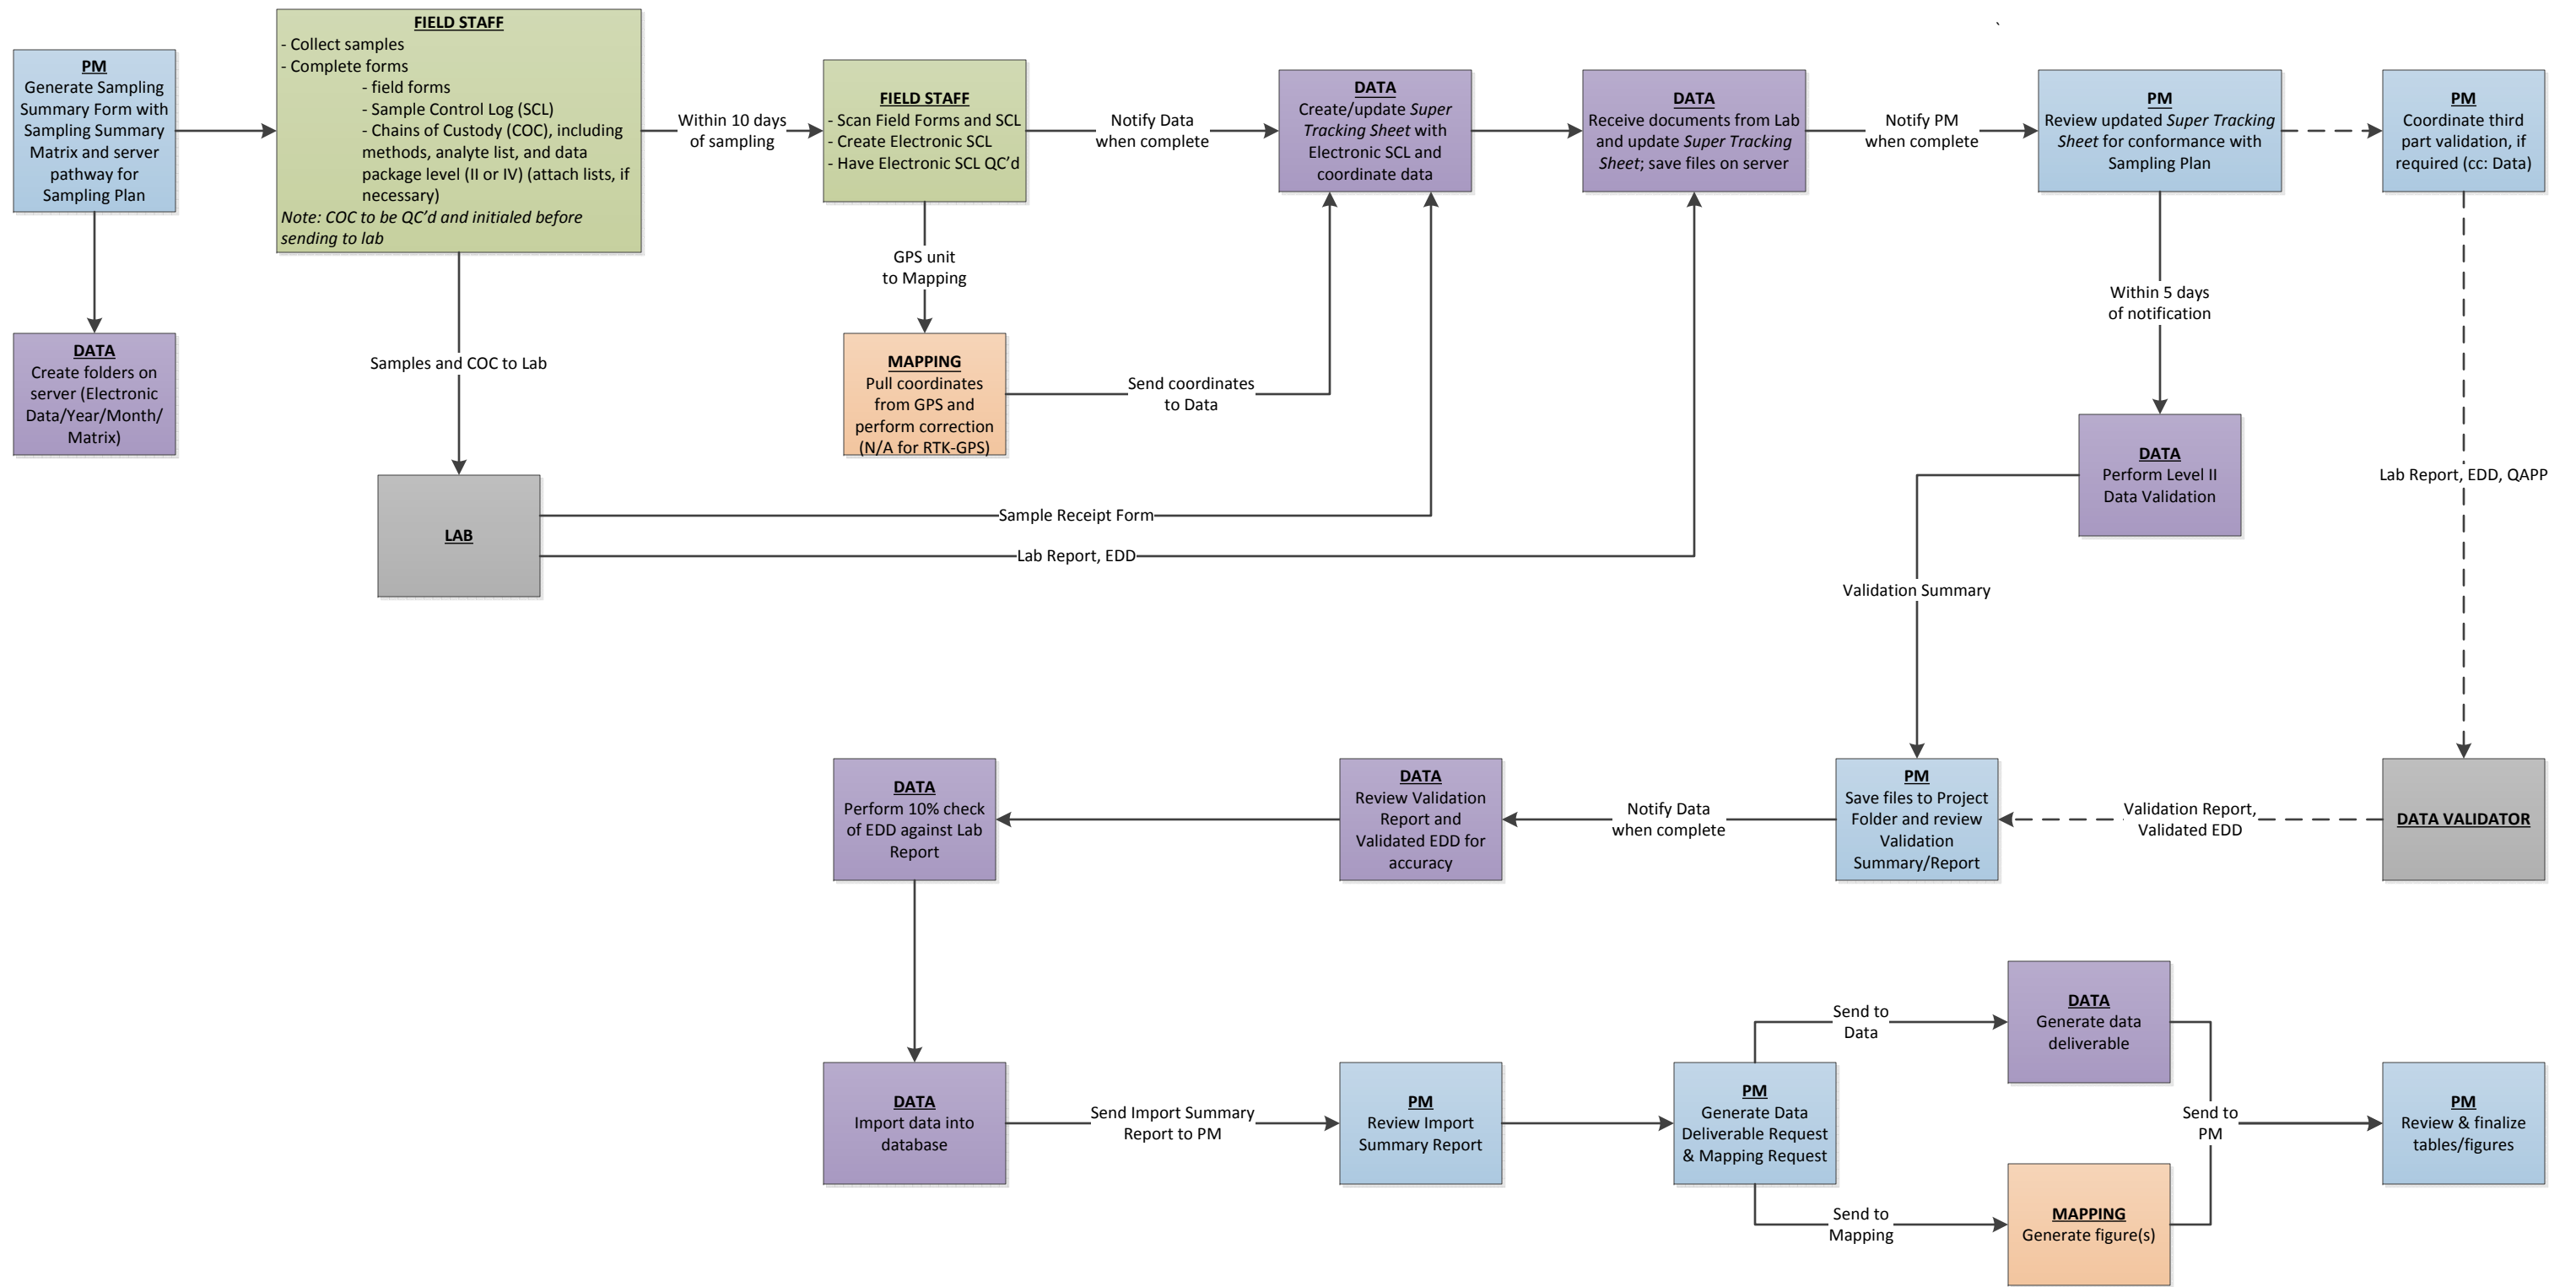 PM
Generate Sampling
Summary Form with
Sampling Summary
Matrix and server
pathway for
Sampling Plan
FIELD STAFF
- Collect samples
- Complete forms
- field forms
- Sample Control Log (SCL)
- Chains of Custody (COC), including
methods, analyte list, and data
package level (II or IV) (attach lists, if
necessary)
Note: COC to be QC'd and initialed before
sending to lab
Within 10 days
of sampling
FIELD STAFF
- Scan Field Forms and SCL
- Create Electronic SCL
- Have Electronic SCL QC'd
Notify Data
when complete
DATA
Create/update Super
Tracking Sheet with
Electronic SCL and
coordinate data
DATA
Receive documents from Lab
and update Super Tracking
Sheet; save files on server
Notify PM
when complete
`
PM
Review updated Super Tracking
Sheet for conformance with
Sampling Plan
PM
Coordinate third
part validation, if
required (cc: Data)
DATA
Create folders on
server (Electronic
Data/Year/Month/
Matrix)
Samples and COC to Lab
GPS unit
to Mapping
MAPPING
Pull coordinates
from GPS and
perform correction
(N/A for RTK-GPS)
Send coordinates
to Data
Within 5 days
of notification
DATA
Perform Level II
Data Validation
Lab Report, EDD, QAPP
LAB
Sample Receipt Form
Lab Report, EDD
Validation Summary
DATA
Perform 10% check
of EDD against Lab
Report
DATA
Review Validation
Report and
Validated EDD for
accuracy
Notify Data
when complete
PM
Save files to Project
Folder and review
Validation
Summary/Report
Validation Report,
Validated EDD
DATA VALIDATOR
DATA
Import data into
database
Send Import Summary
Report to PM
PM
Review Import
Summary Report
PM
Generate Data
Deliverable Request
& Mapping Request
Send to
Data
DATA
Generate data
deliverable
Send to
Mapping
MAPPING
Generate figure(s)
Send to
PM
PM
Review & finalize
tables/figures